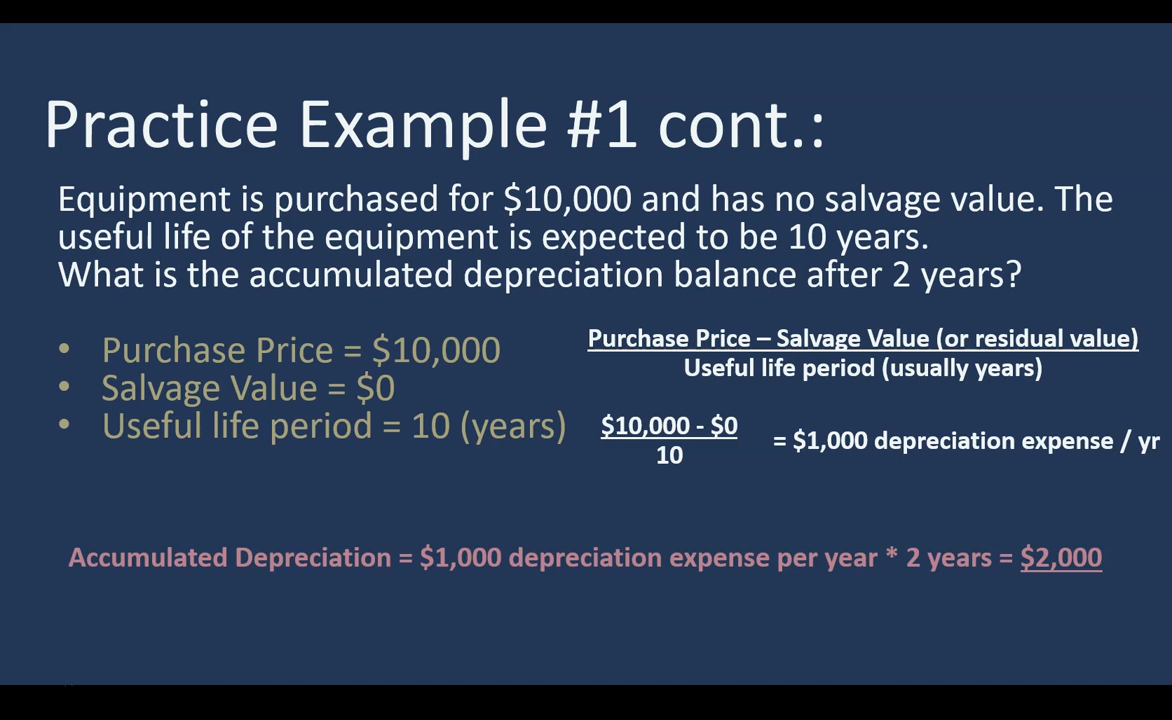 Practice Example #1 cont.:
Equipment is purchased for $10,000 and has no salvage value. The
useful life of the equipment is expected to be 10 years.
What is the accumulated depreciation balance after 2 years?
• Purchase Price = $10,000
• Salvage Value = $0
• Useful life period = 10 (years)
Purchase Price – Salvage Value (or residual value)
Useful life period (usually years)
$10,000 - $0
10
= $1,000 depreciation expense / yr
Accumulated Depreciation = $1,000 depreciation expense per year * 2 years = $2,000